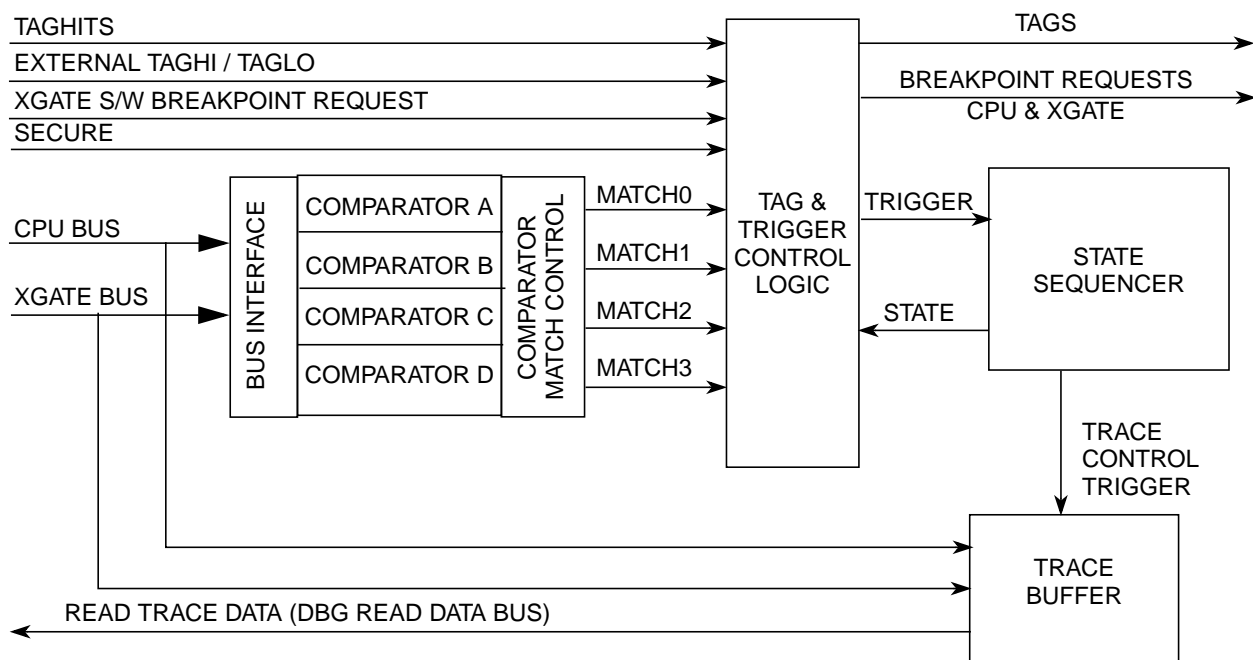 TAGHITS
EXTERNAL TAGHI / TAGLO
XGATE S/W BREAKPOINT REQUEST
SECURE
TAGS
BREAKPOINT REQUESTS
CPU & XGATE
CPU BUS
XGATE BUS
BUS INTERFACE
COMPARATOR A
COMPARATOR B
COMPARATOR C
COMPARATOR D
COMPARATOR
MATCH CONTROL
MATCH0
MATCH1
MATCH2
MATCH3
TAG &
TRIGGER
CONTROL
LOGIC
TRIGGER
STATE
STATE
SEQUENCER
TRACE
CONTROL
TRIGGER
TRACE
BUFFER
READ TRACE DATA (DBG READ DATA BUS)